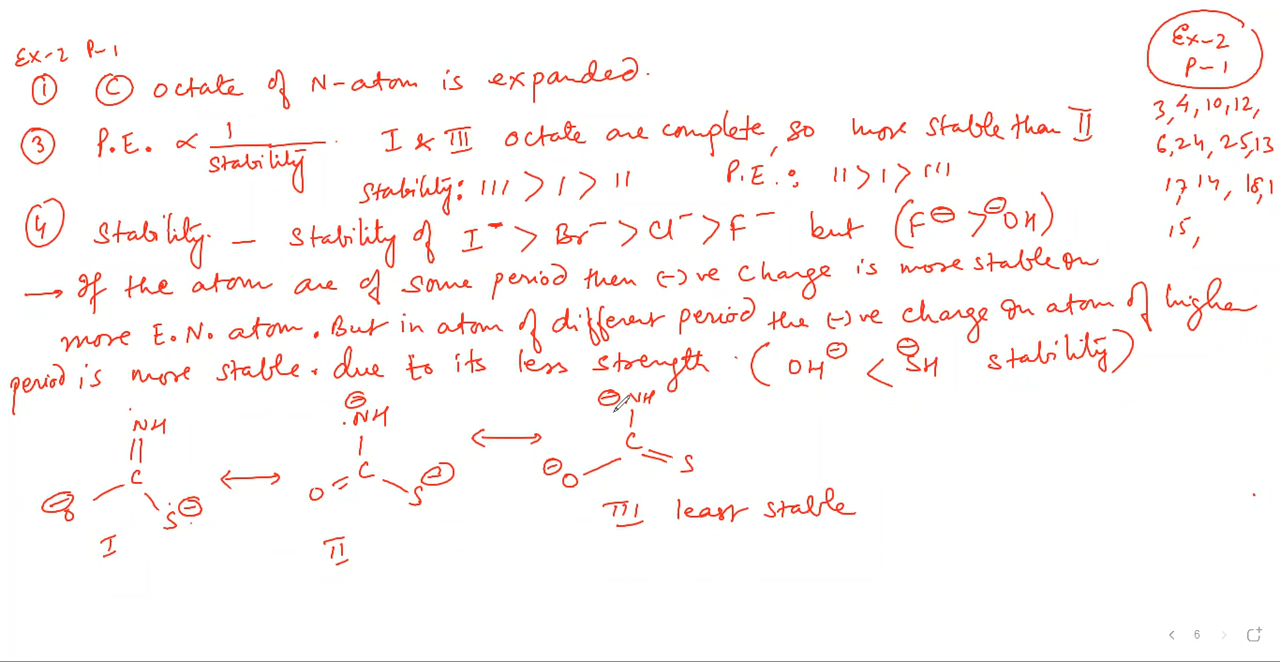 Ex-2 P-1
① Ⓒ octate of N-atom is expanded.
③ P.E. ∝ 1/stability . I & III octate are complete, so more stable than II
Stability: III > I > II P.E.: II > I > III
④ Stability – stability of I⁻ > Br⁻ > Cl⁻ > F⁻ but (F⊖ > ⊖OH)
→ If the atom are of some period then (-)ve charge is more stable on
more E.N. atom. But in atom of different period the (-)ve charge on atom of higher
period is more stable. due to its less strength. (OH⊖ < ⊖SH stability)
NH
C
⊖O
S⊖
I
↔
⊖
NH
O = C
S⊖
II
↔
⊖NH
C
⊖O
S
III least stable
Ex-2
P-1
3, 4, 10, 12,
6, 24, 25, 13
17, 14, 18, 1
15,
< 6 >